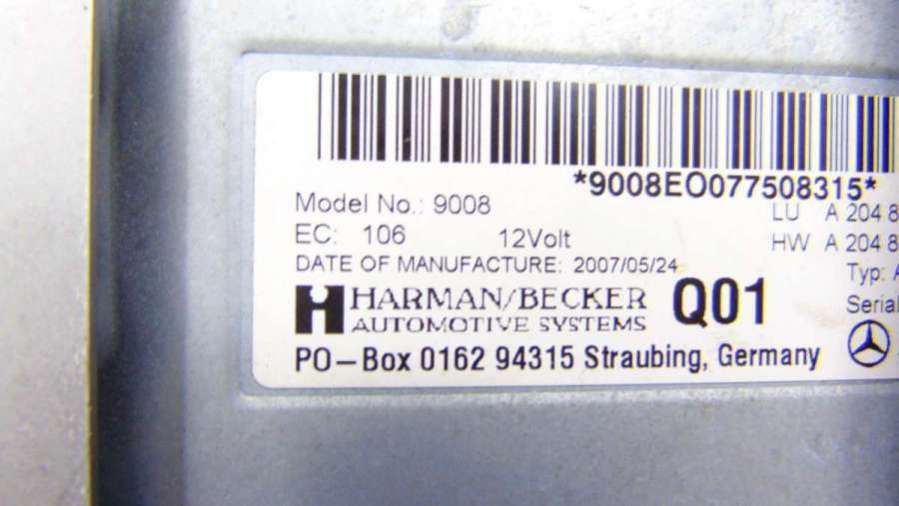 *9008EO077508315*
Model No.: 9008
LU A 204 8
EC: 106 12Volt
HW A 204 8
DATE OF MANUFACTURE: 2007/05/24
Typ: A
HARMAN/BECKER
AUTOMOTIVE SYSTEMS
Q01
Serial
PO-Box 0162 94315 Straubing, Germany